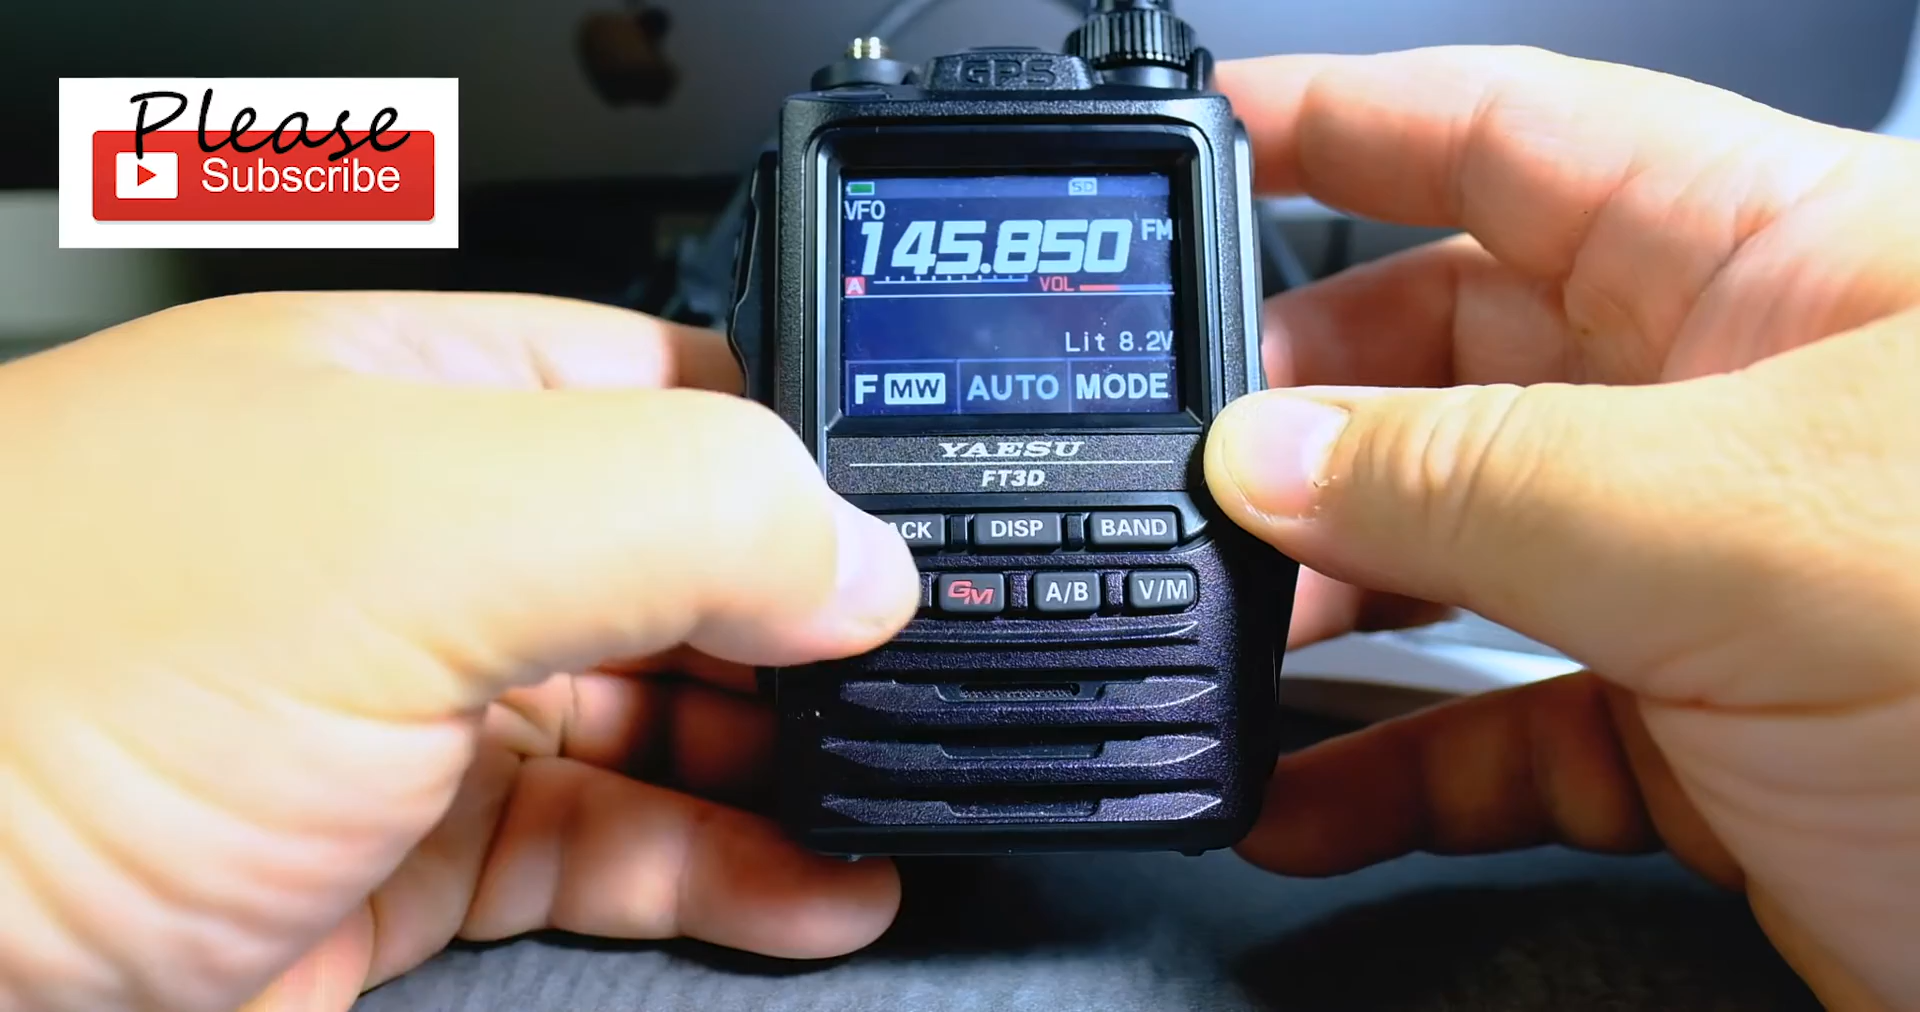 Please
Subscribe
GPS
SD
VFO
145.850 FM
A VOL
Lit 8.2V
F MW AUTO MODE
YAESU
FT3D
ACK DISP BAND
GM A/B V/M